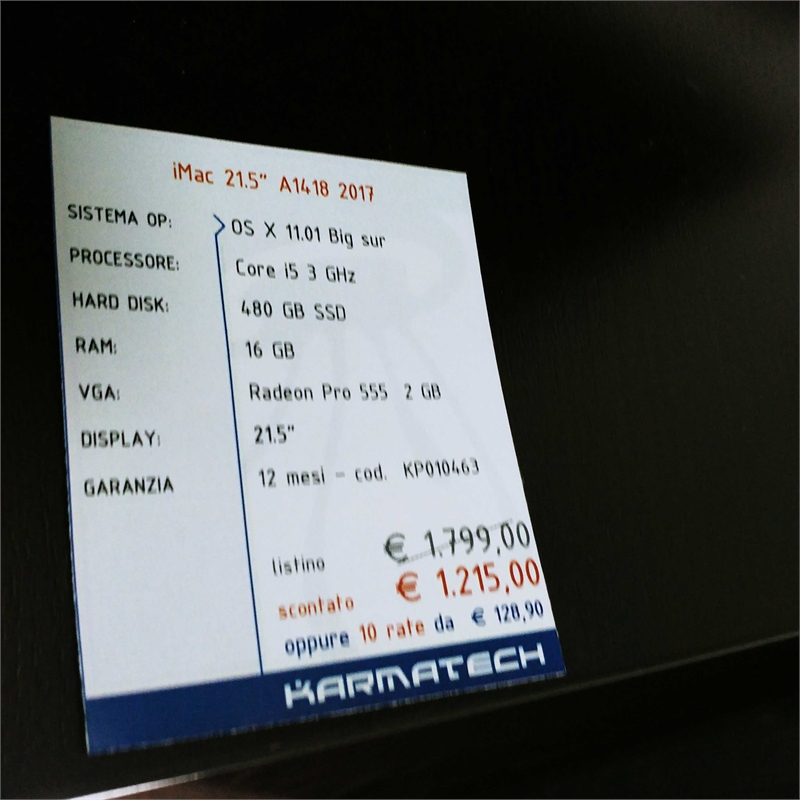 iMac 21.5" A1418 2017
SISTEMA OP: OS X 11.01 Big sur
PROCESSORE: Core i5 3 GHz
HARD DISK: 480 GB SSD
RAM: 16 GB
VGA: Radeon Pro 555 2 GB
DISPLAY: 21.5"
GARANZIA 12 mesi - cod. KP010463
listino € 1.799,00
scontato € 1.215,00
oppure 10 rate da € 128,90
KARMATECH